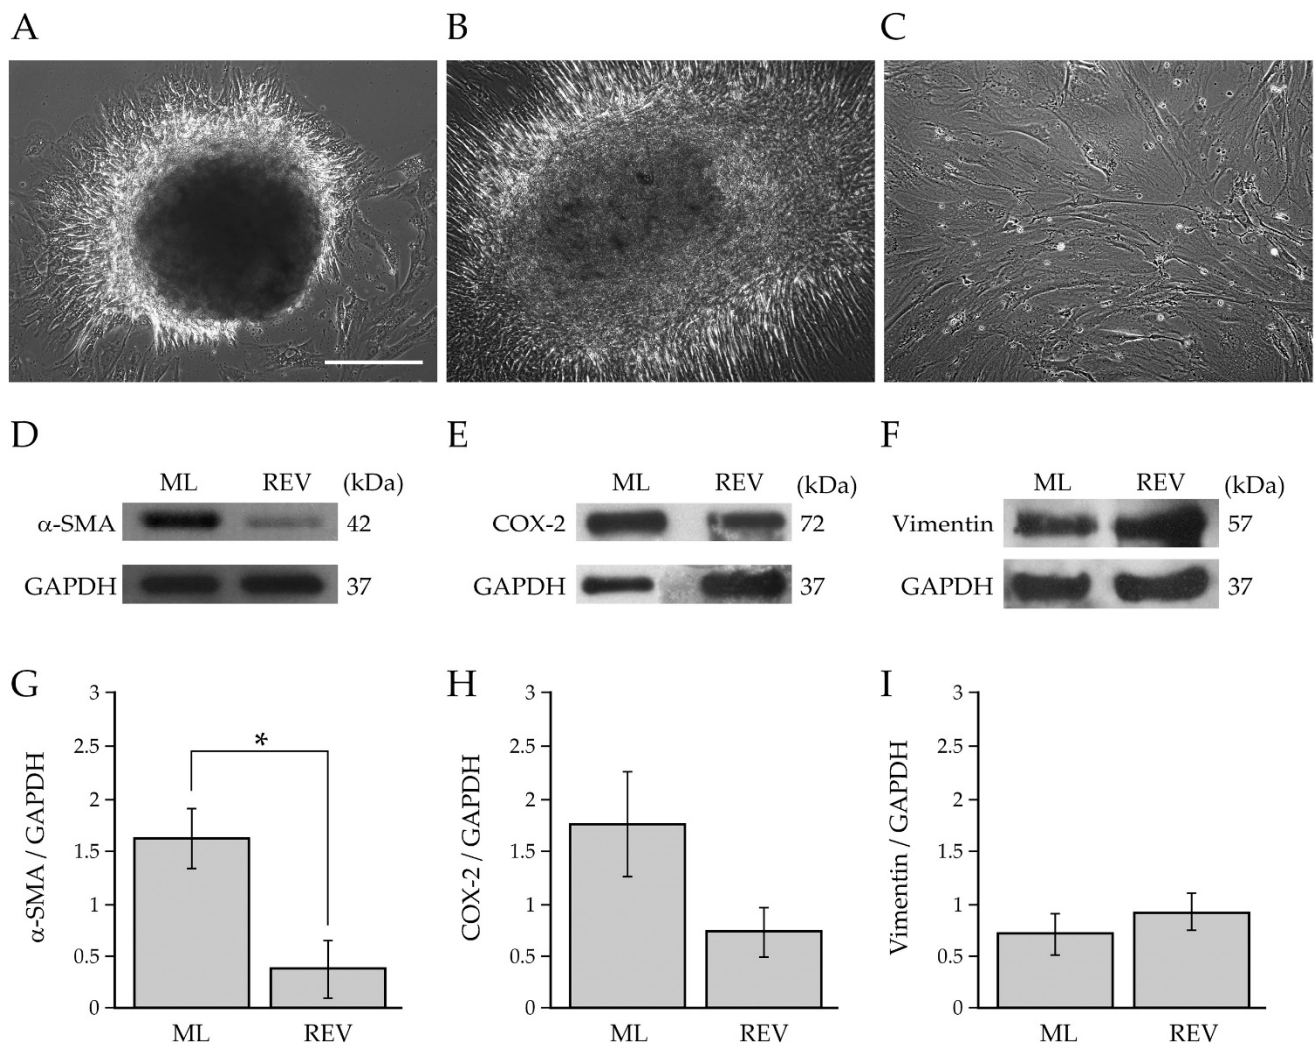 A
B
C
D
ML REV (kDa)
α-SMA 42
GAPDH 37
E
ML REV (kDa)
COX-2 72
GAPDH 37
F
ML REV (kDa)
Vimentin 57
GAPDH 37
G
α-SMA / GAPDH
3
2.5
2
1.5
1
0.5
0
*
ML REV
H
COX-2 / GAPDH
3
2.5
2
1.5
1
0.5
0
ML REV
I
Vimentin / GAPDH
3
2.5
2
1.5
1
0.5
0
ML REV